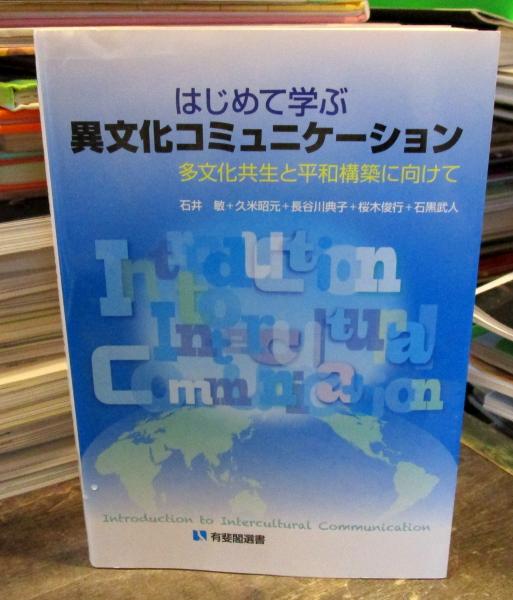 はじめて学ぶ
異文化コミュニケーション
多文化共生と平和構築に向けて
石井 敏+久米昭元+長谷川典子+桜木俊行+石黒武人
Introduction
to
Intercultural
Communication
Introduction to Intercultural Communication
有斐閣選書